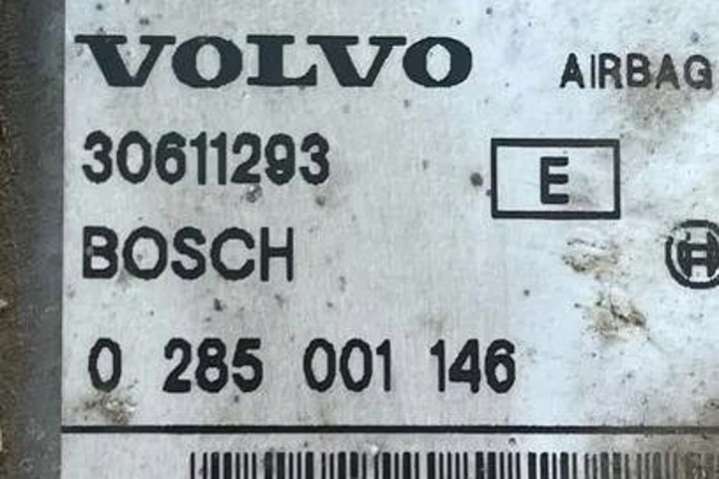 VOLVO AIRBAG
30611293
E
BOSCH
0 285 001 146